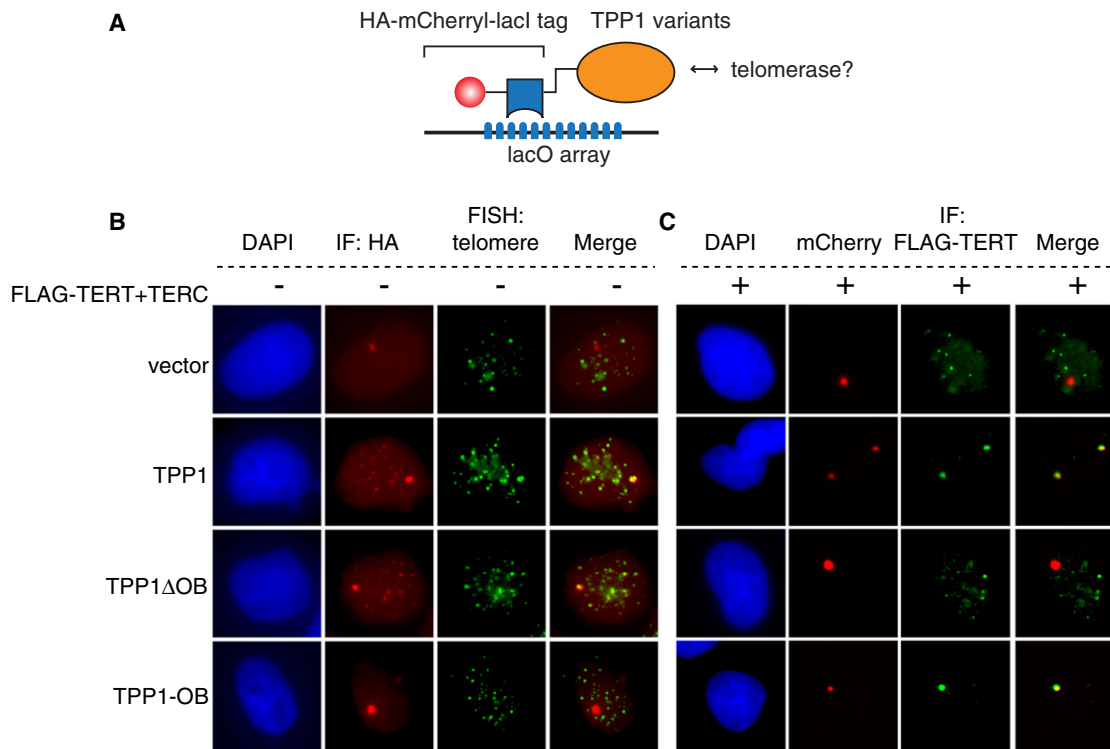 A
HA-mCherryl-lacI tag TPP1 variants
telomerase?
lacO array
B
DAPI IF: HA FISH: telomere Merge
FLAG-TERT+TERC - - - -
C
DAPI mCherry IF: FLAG-TERT Merge
+ + + +
vector
TPP1
TPP1ΔOB
TPP1-OB